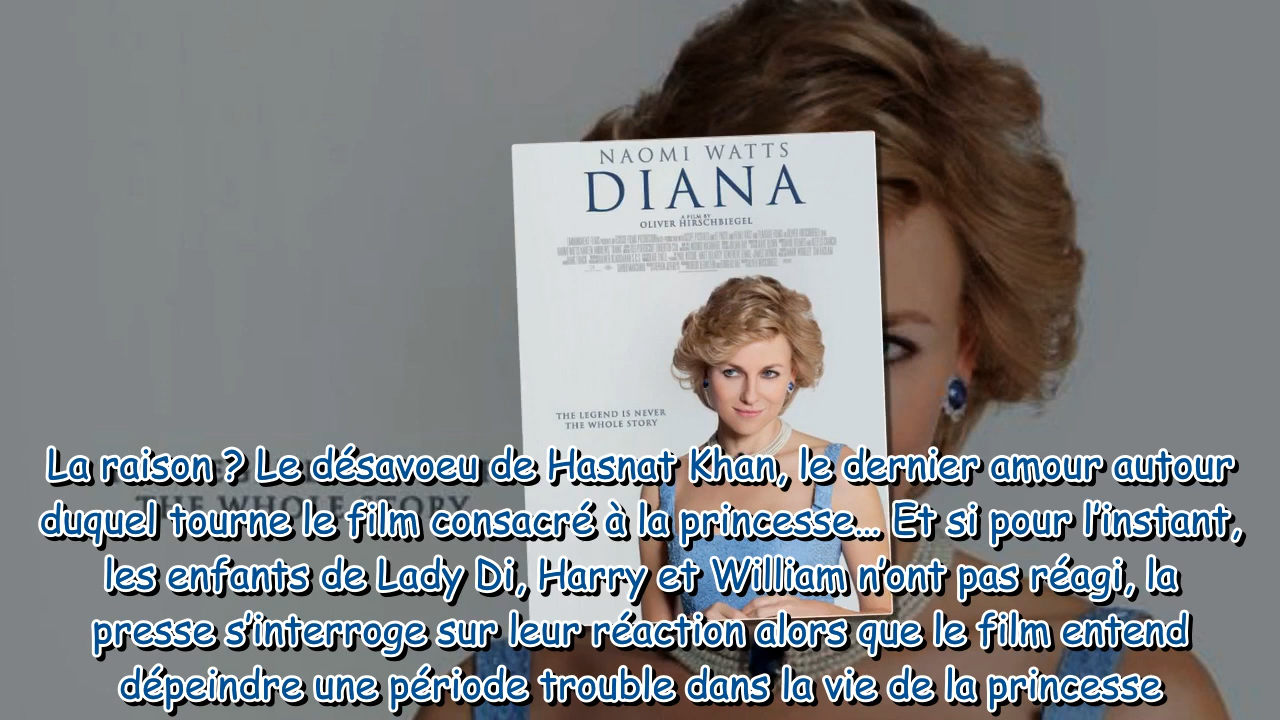 NAOMI WATTS
DIANA
A FILM BY
OLIVER HIRSCHBIEGEL
THE LEGEND IS NEVER
THE WHOLE STORY
THE WHOLE STORY
La raison ? Le désavoeu de Hasnat Khan, le dernier amour autour
duquel tourne le film consacré à la princesse... Et si pour l'instant,
les enfants de Lady Di, Harry et William n'ont pas réagi, la
presse s'interroge sur leur réaction alors que le film entend
dépeindre une période trouble dans la vie de la princesse